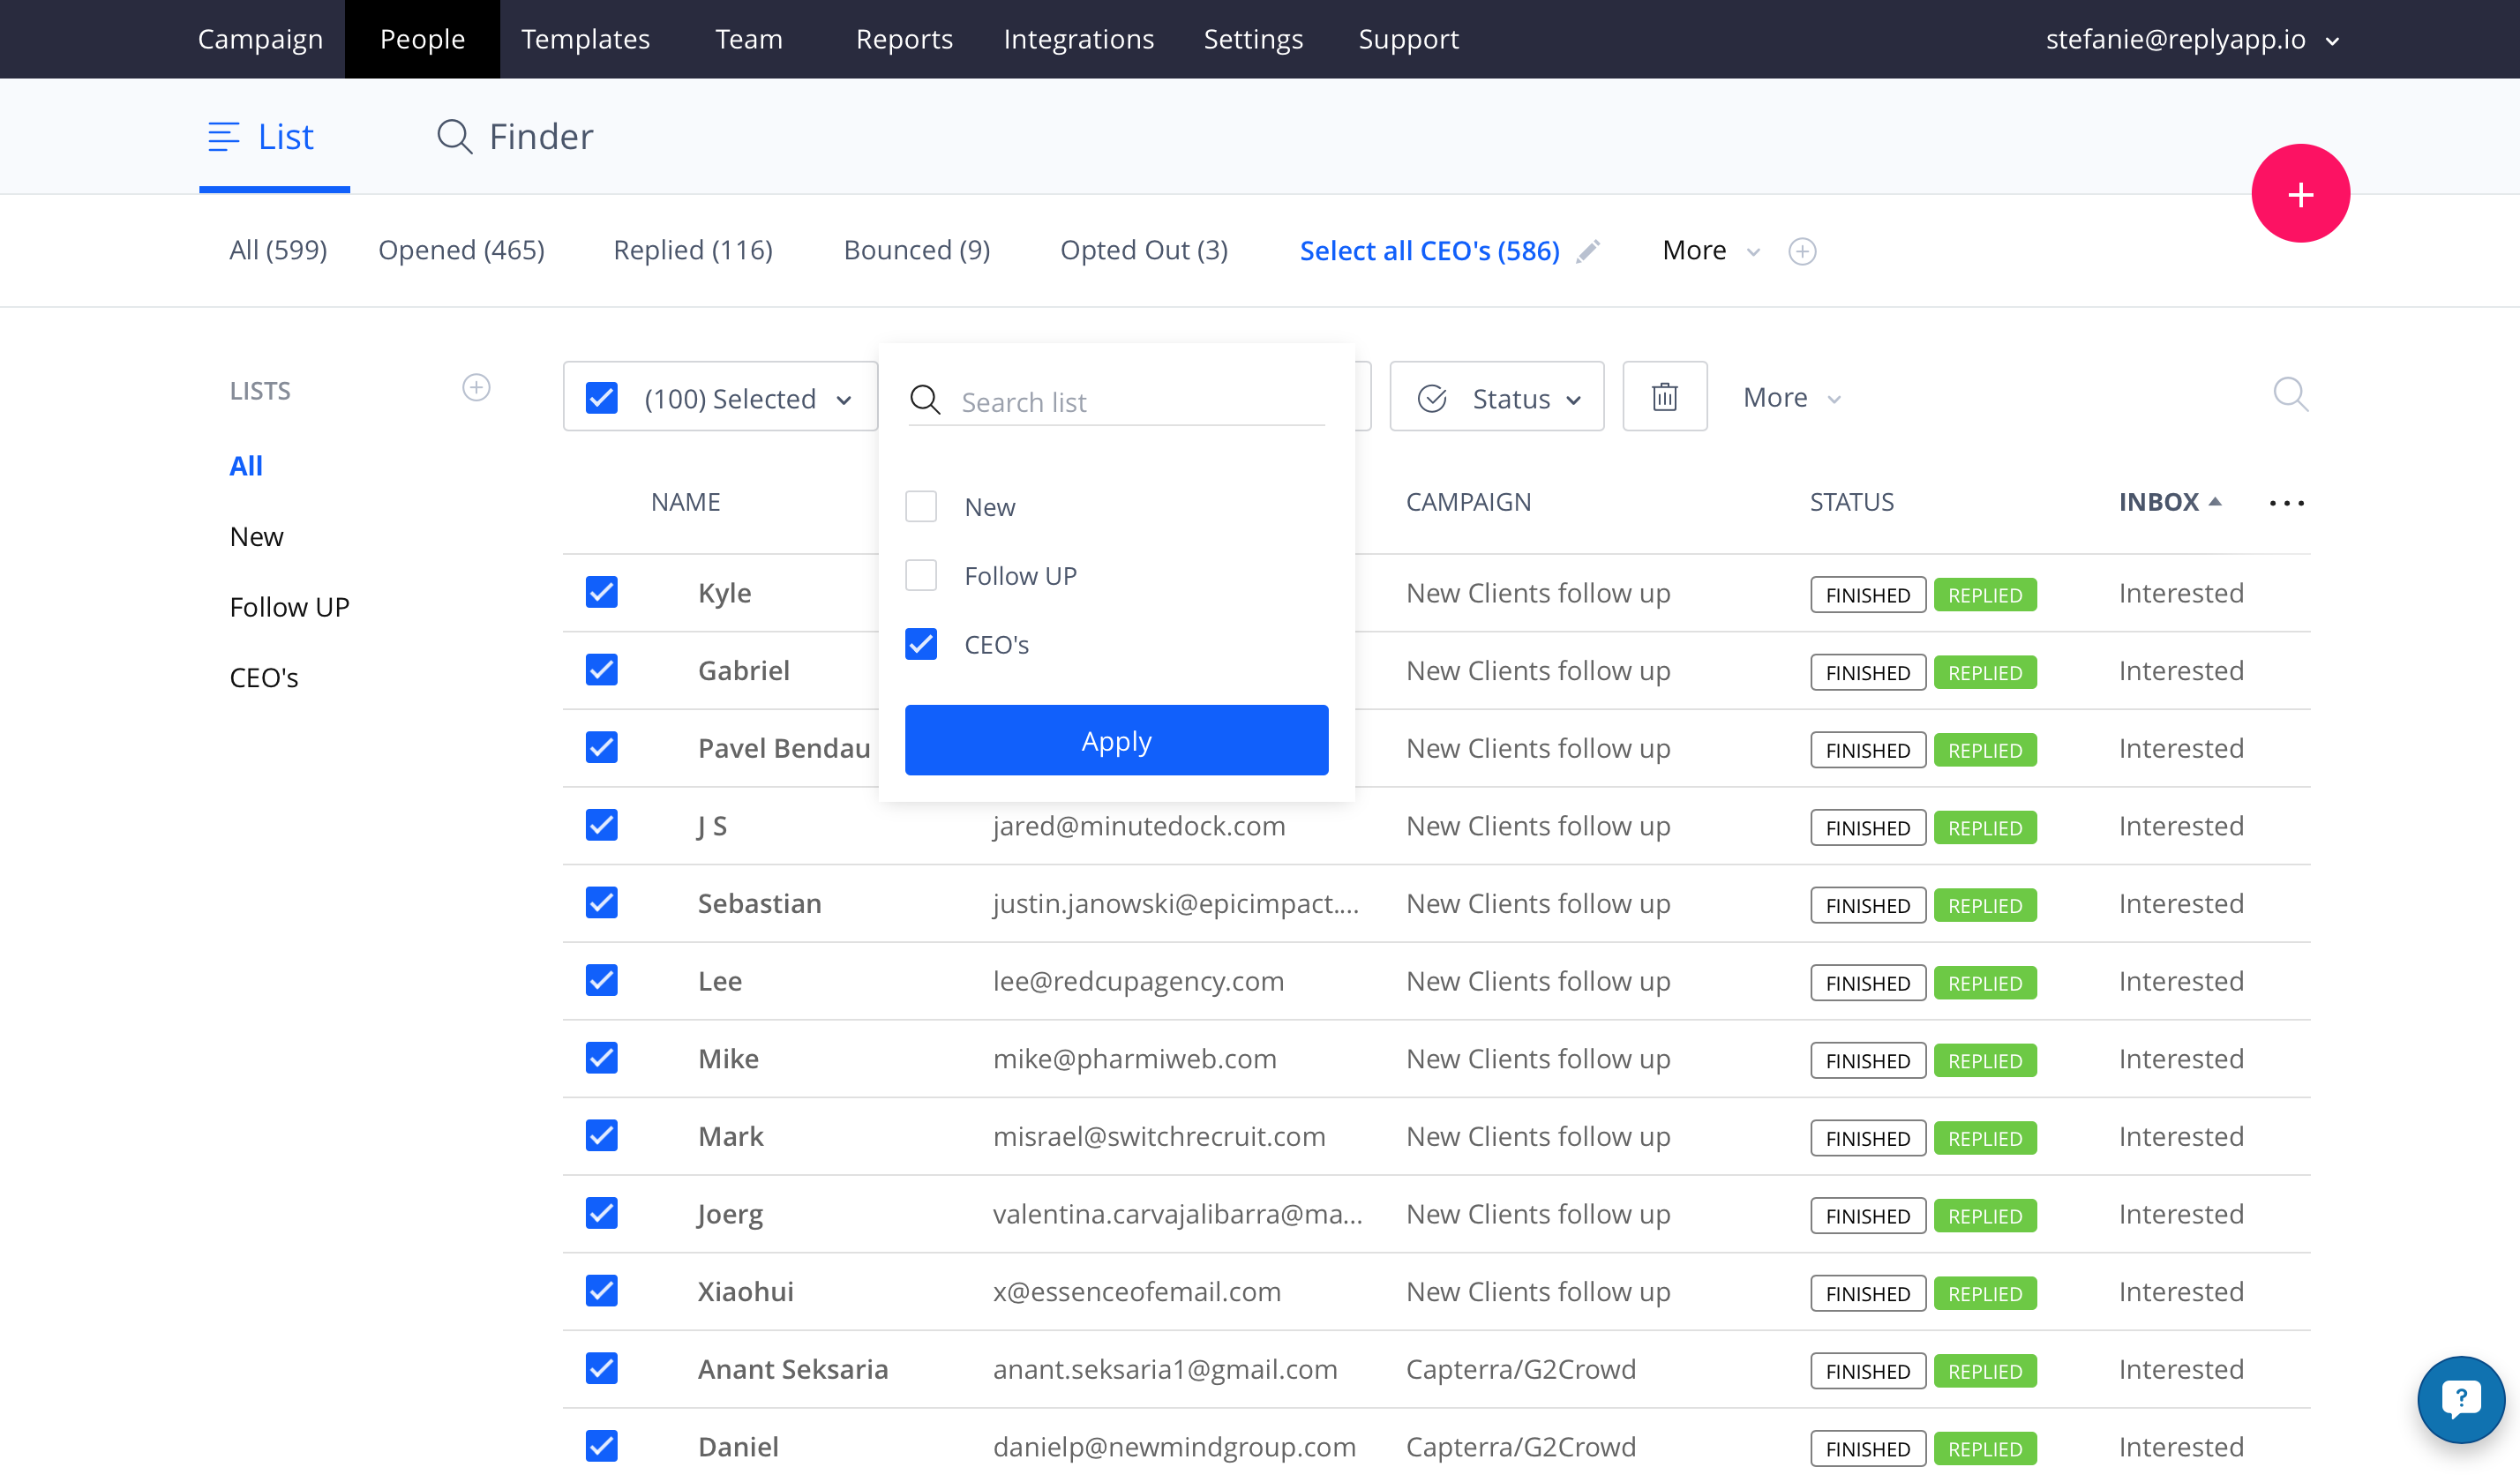 Campaign People Templates Team Reports Integrations Settings Support stefanie@replyapp.io
List Finder
+
All (599) Opened (465) Replied (116) Bounced (9) Opted Out (3) Select all CEO's (586) More
LISTS
All
New
Follow UP
CEO's
(100) Selected Status More
Search list
New
Follow UP
CEO's
Apply
NAME CAMPAIGN STATUS INBOX ...
Kyle New Clients follow up FINISHED REPLIED Interested
Gabriel New Clients follow up FINISHED REPLIED Interested
Pavel Bendau New Clients follow up FINISHED REPLIED Interested
J S jared@minutedock.com New Clients follow up FINISHED REPLIED Interested
Sebastian justin.janowski@epicimpact.... New Clients follow up FINISHED REPLIED Interested
Lee lee@redcupagency.com New Clients follow up FINISHED REPLIED Interested
Mike mike@pharmiweb.com New Clients follow up FINISHED REPLIED Interested
Mark misrael@switchrecruit.com New Clients follow up FINISHED REPLIED Interested
Joerg valentina.carvajalibarra@ma... New Clients follow up FINISHED REPLIED Interested
Xiaohui x@essenceofemail.com New Clients follow up FINISHED REPLIED Interested
Anant Seksaria anant.seksaria1@gmail.com Capterra/G2Crowd FINISHED REPLIED Interested
Daniel danielp@newmindgroup.com Capterra/G2Crowd FINISHED REPLIED Interested
?